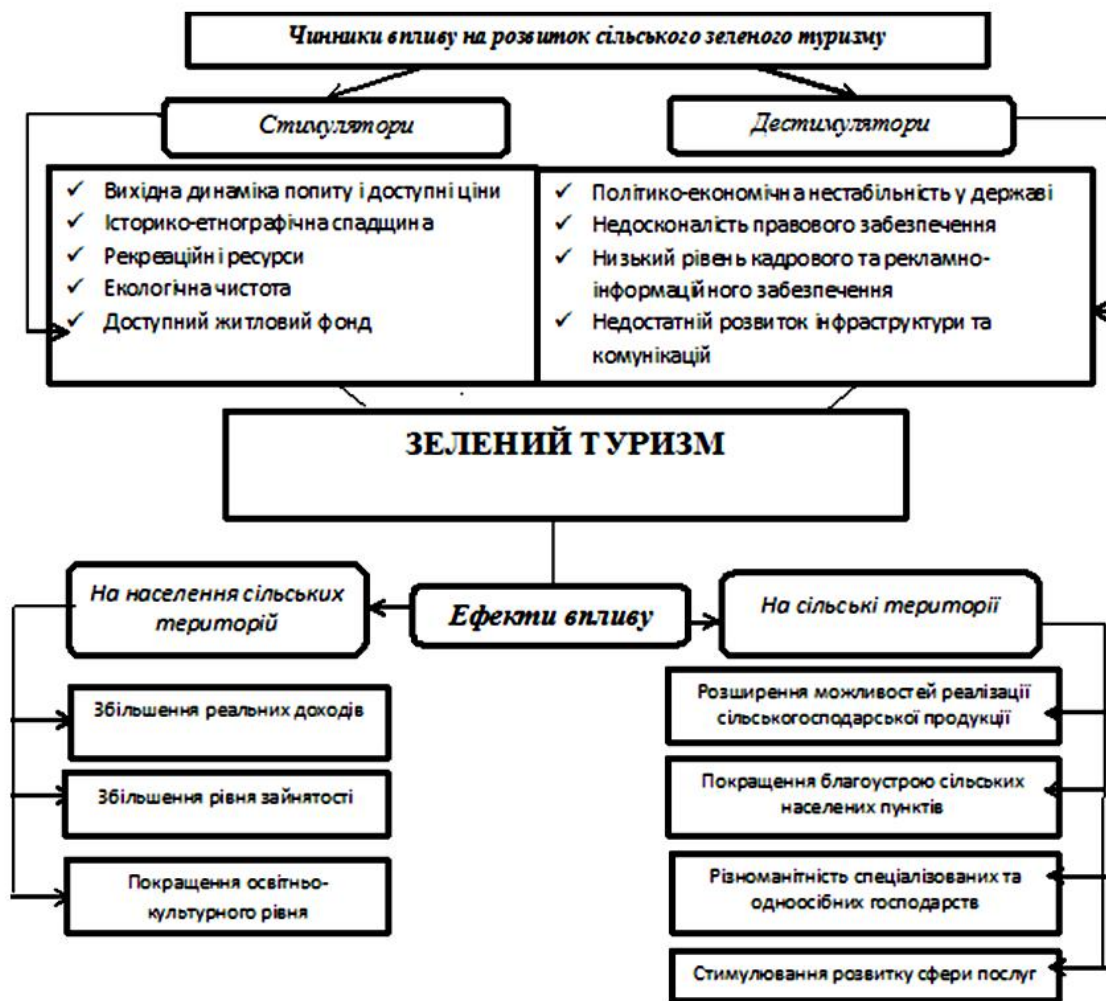 Чинники впливу на розвиток сільського зеленого туризму
Стимулятори
Дестимулятори
✓ Вихідна динаміка попиту і доступні ціни
✓ Історико-етнографічна спадщина
✓ Рекреаційні ресурси
✓ Екологічна чистота
✓ Доступний житловий фонд
✓ Політико-економічна нестабільність у державі
✓ Недосконалість правового забезпечення
✓ Низький рівень кадрового та рекламно-
інформаційного забезпечення
✓ Недостатній розвиток інфраструктури та
комунікацій
ЗЕЛЕНИЙ ТУРИЗМ
На населення сільських
територій
Ефекти впливу
На сільські території
Збільшення реальних доходів
Збільшення рівня зайнятості
Покращення освітньо-
культурного рівня
Розширення можливостей реалізації
сільськогосподарської продукції
Покращення благоустрою сільських
населених пунктів
Різноманітність спеціалізованих та
одноосібних господарств
Стимулювання розвитку сфери послуг